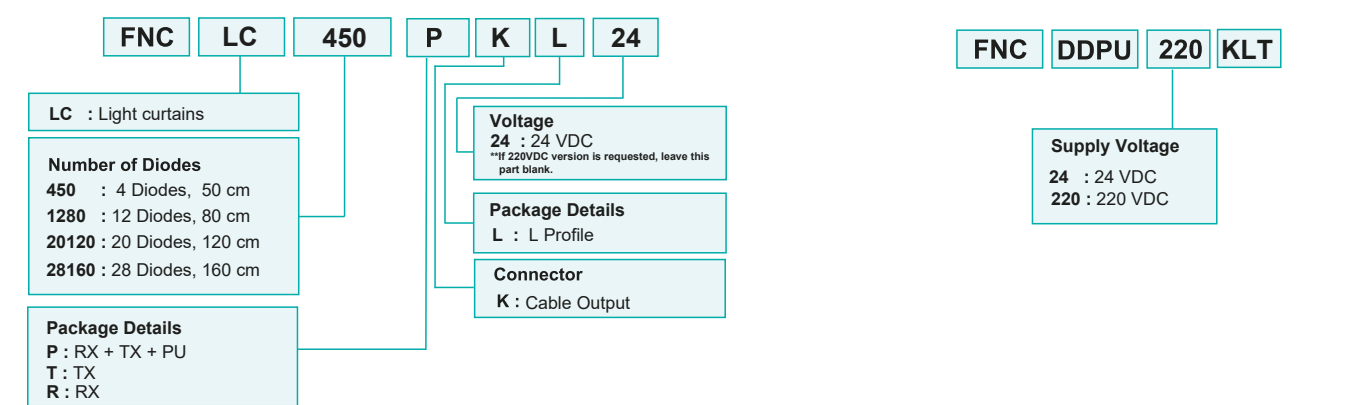 FNC LC 450 P K L 24
LC : Light curtains
Number of Diodes
450 : 4 Diodes, 50 cm
1280 : 12 Diodes, 80 cm
20120 : 20 Diodes, 120 cm
28160 : 28 Diodes, 160 cm
Package Details
P : RX + TX + PU
T : TX
R : RX
Voltage
24 : 24 VDC
**If 220VDC version is requested, leave this
part blank.
Package Details
L : L Profile
Connector
K : Cable Output
FNC DDPU 220 KLT
Supply Voltage
24 : 24 VDC
220 : 220 VDC